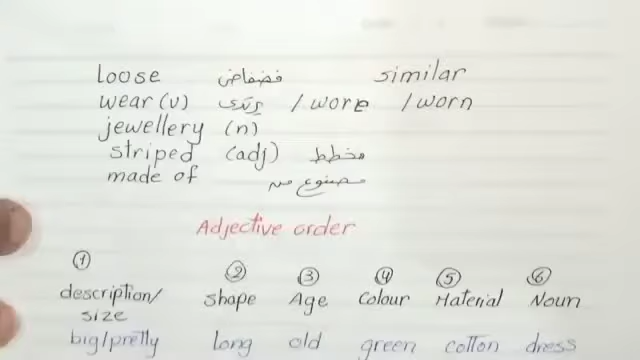 loose فضفاض similar
wear (v) يرتدى / wore / worn
jewellery (n)
striped (adj) مخطط
made of مصنوع من
Adjective order
① ② ③ ④ ⑤ ⑥
description/ shape Age Colour Material Noun
size
big/pretty long old green cotton dress